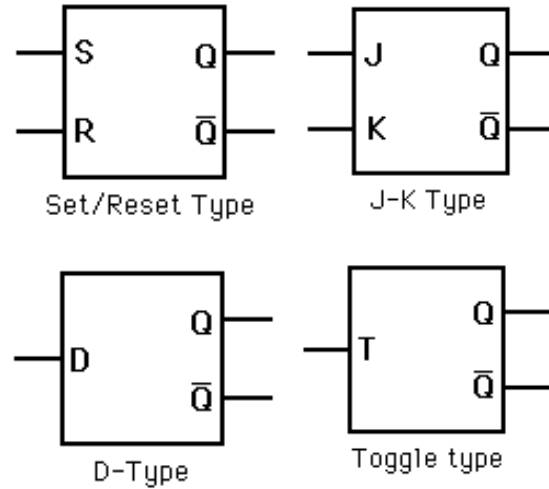 S Q J Q
R Q̅ K Q̅
Set/Reset Type J-K Type
D Q T Q
Q̅ Q̅
D-Type Toggle type